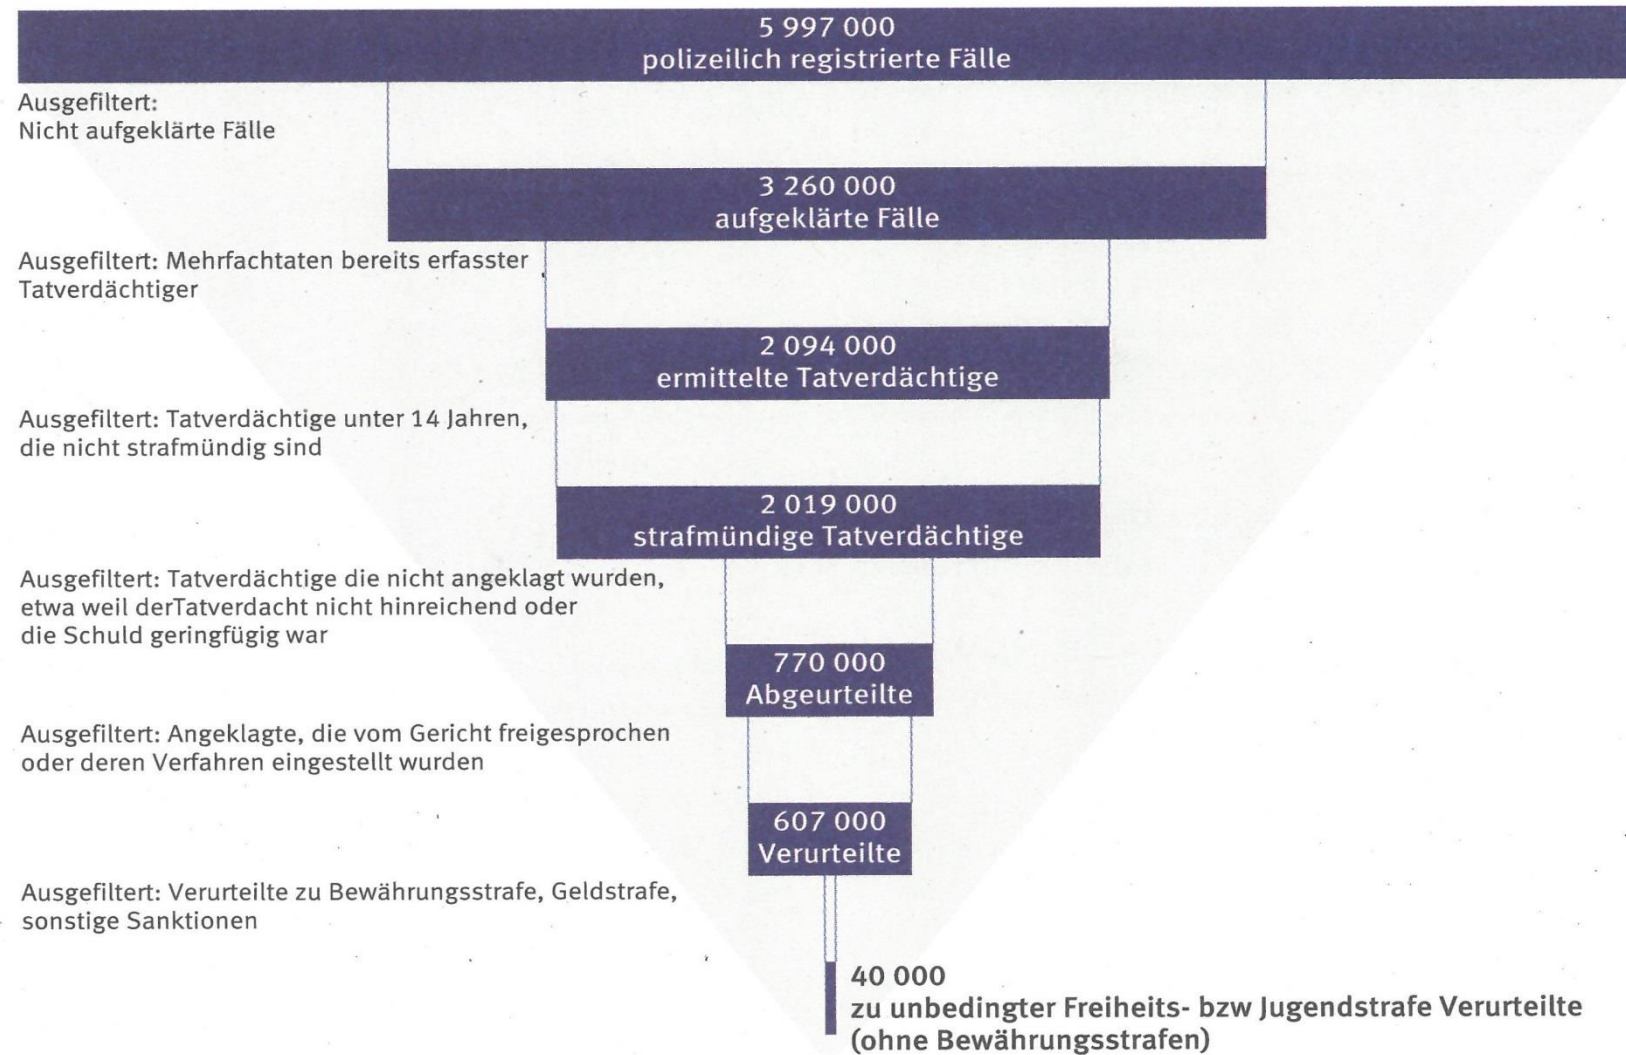 5 997 000
polizeilich registrierte Fälle
Ausgefiltert:
Nicht aufgeklärte Fälle
3 260 000
aufgeklärte Fälle
Ausgefiltert: Mehrfachtaten bereits erfasster
Tatverdächtiger
2 094 000
ermittelte Tatverdächtige
Ausgefiltert: Tatverdächtige unter 14 Jahren,
die nicht strafmündig sind
2 019 000
strafmündige Tatverdächtige
Ausgefiltert: Tatverdächtige die nicht angeklagt wurden,
etwa weil derTatverdacht nicht hinreichend oder
die Schuld geringfügig war
770 000
Abgeurteilte
Ausgefiltert: Angeklagte, die vom Gericht freigesprochen
oder deren Verfahren eingestellt wurden
607 000
Verurteilte
Ausgefiltert: Verurteilte zu Bewährungsstrafe, Geldstrafe,
sonstige Sanktionen
40 000
zu unbedingter Freiheits- bzw Jugendstrafe Verurteilte
(ohne Bewährungsstrafen)